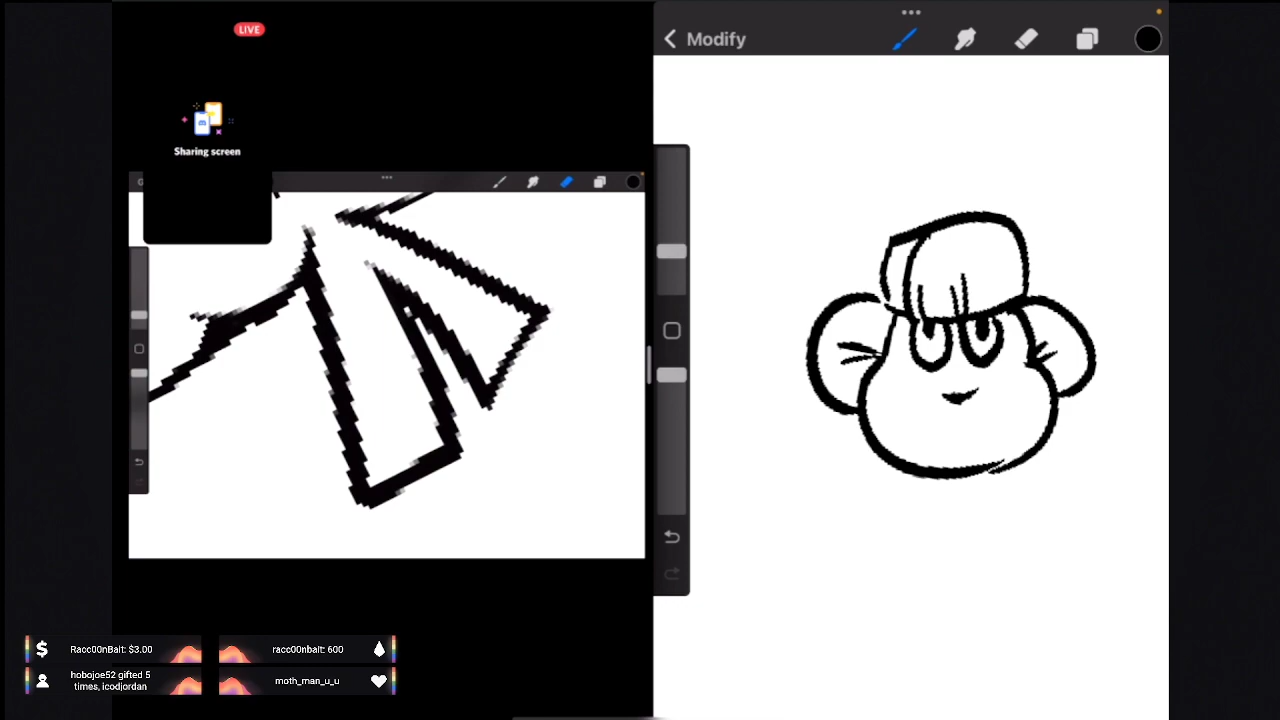 LIVE
Modify
Sharing screen
Racc00nBait: $3.00
racc00nbait: 600
hobojoe52 gifted 5
times, icodjordan
moth_man_u_u